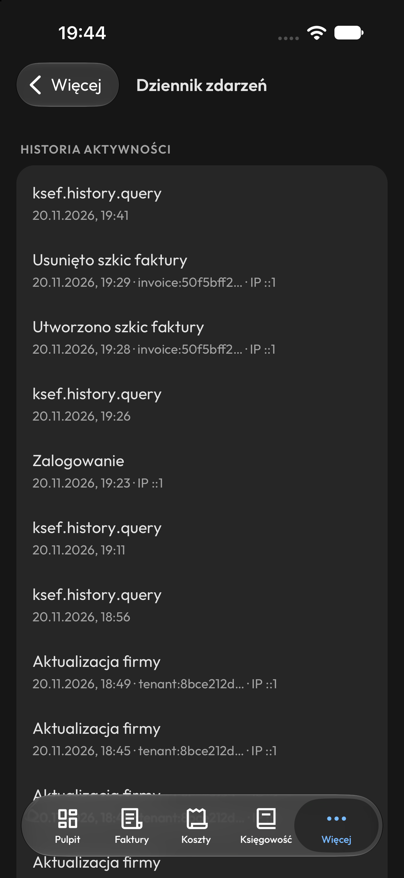 19:44
Więcej
Dziennik zdarzeń
HISTORIA AKTYWNOŚCI
ksef.history.query
20.11.2026, 19:41
Usunięto szkic faktury
20.11.2026, 19:29 · invoice:50f5bff2… · IP ::1
Utworzono szkic faktury
20.11.2026, 19:28 · invoice:50f5bff2… · IP ::1
ksef.history.query
20.11.2026, 19:26
Zalogowanie
20.11.2026, 19:23 · IP ::1
ksef.history.query
20.11.2026, 19:11
ksef.history.query
20.11.2026, 18:56
Aktualizacja firmy
20.11.2026, 18:49 · tenant:8bce212d… · IP ::1
Aktualizacja firmy
20.11.2026, 18:45 · tenant:8bce212d… · IP ::1
Aktualizacja firmy
Pulpit
Faktury
Koszty
Księgowość
Więcej
Aktualizacja firmy